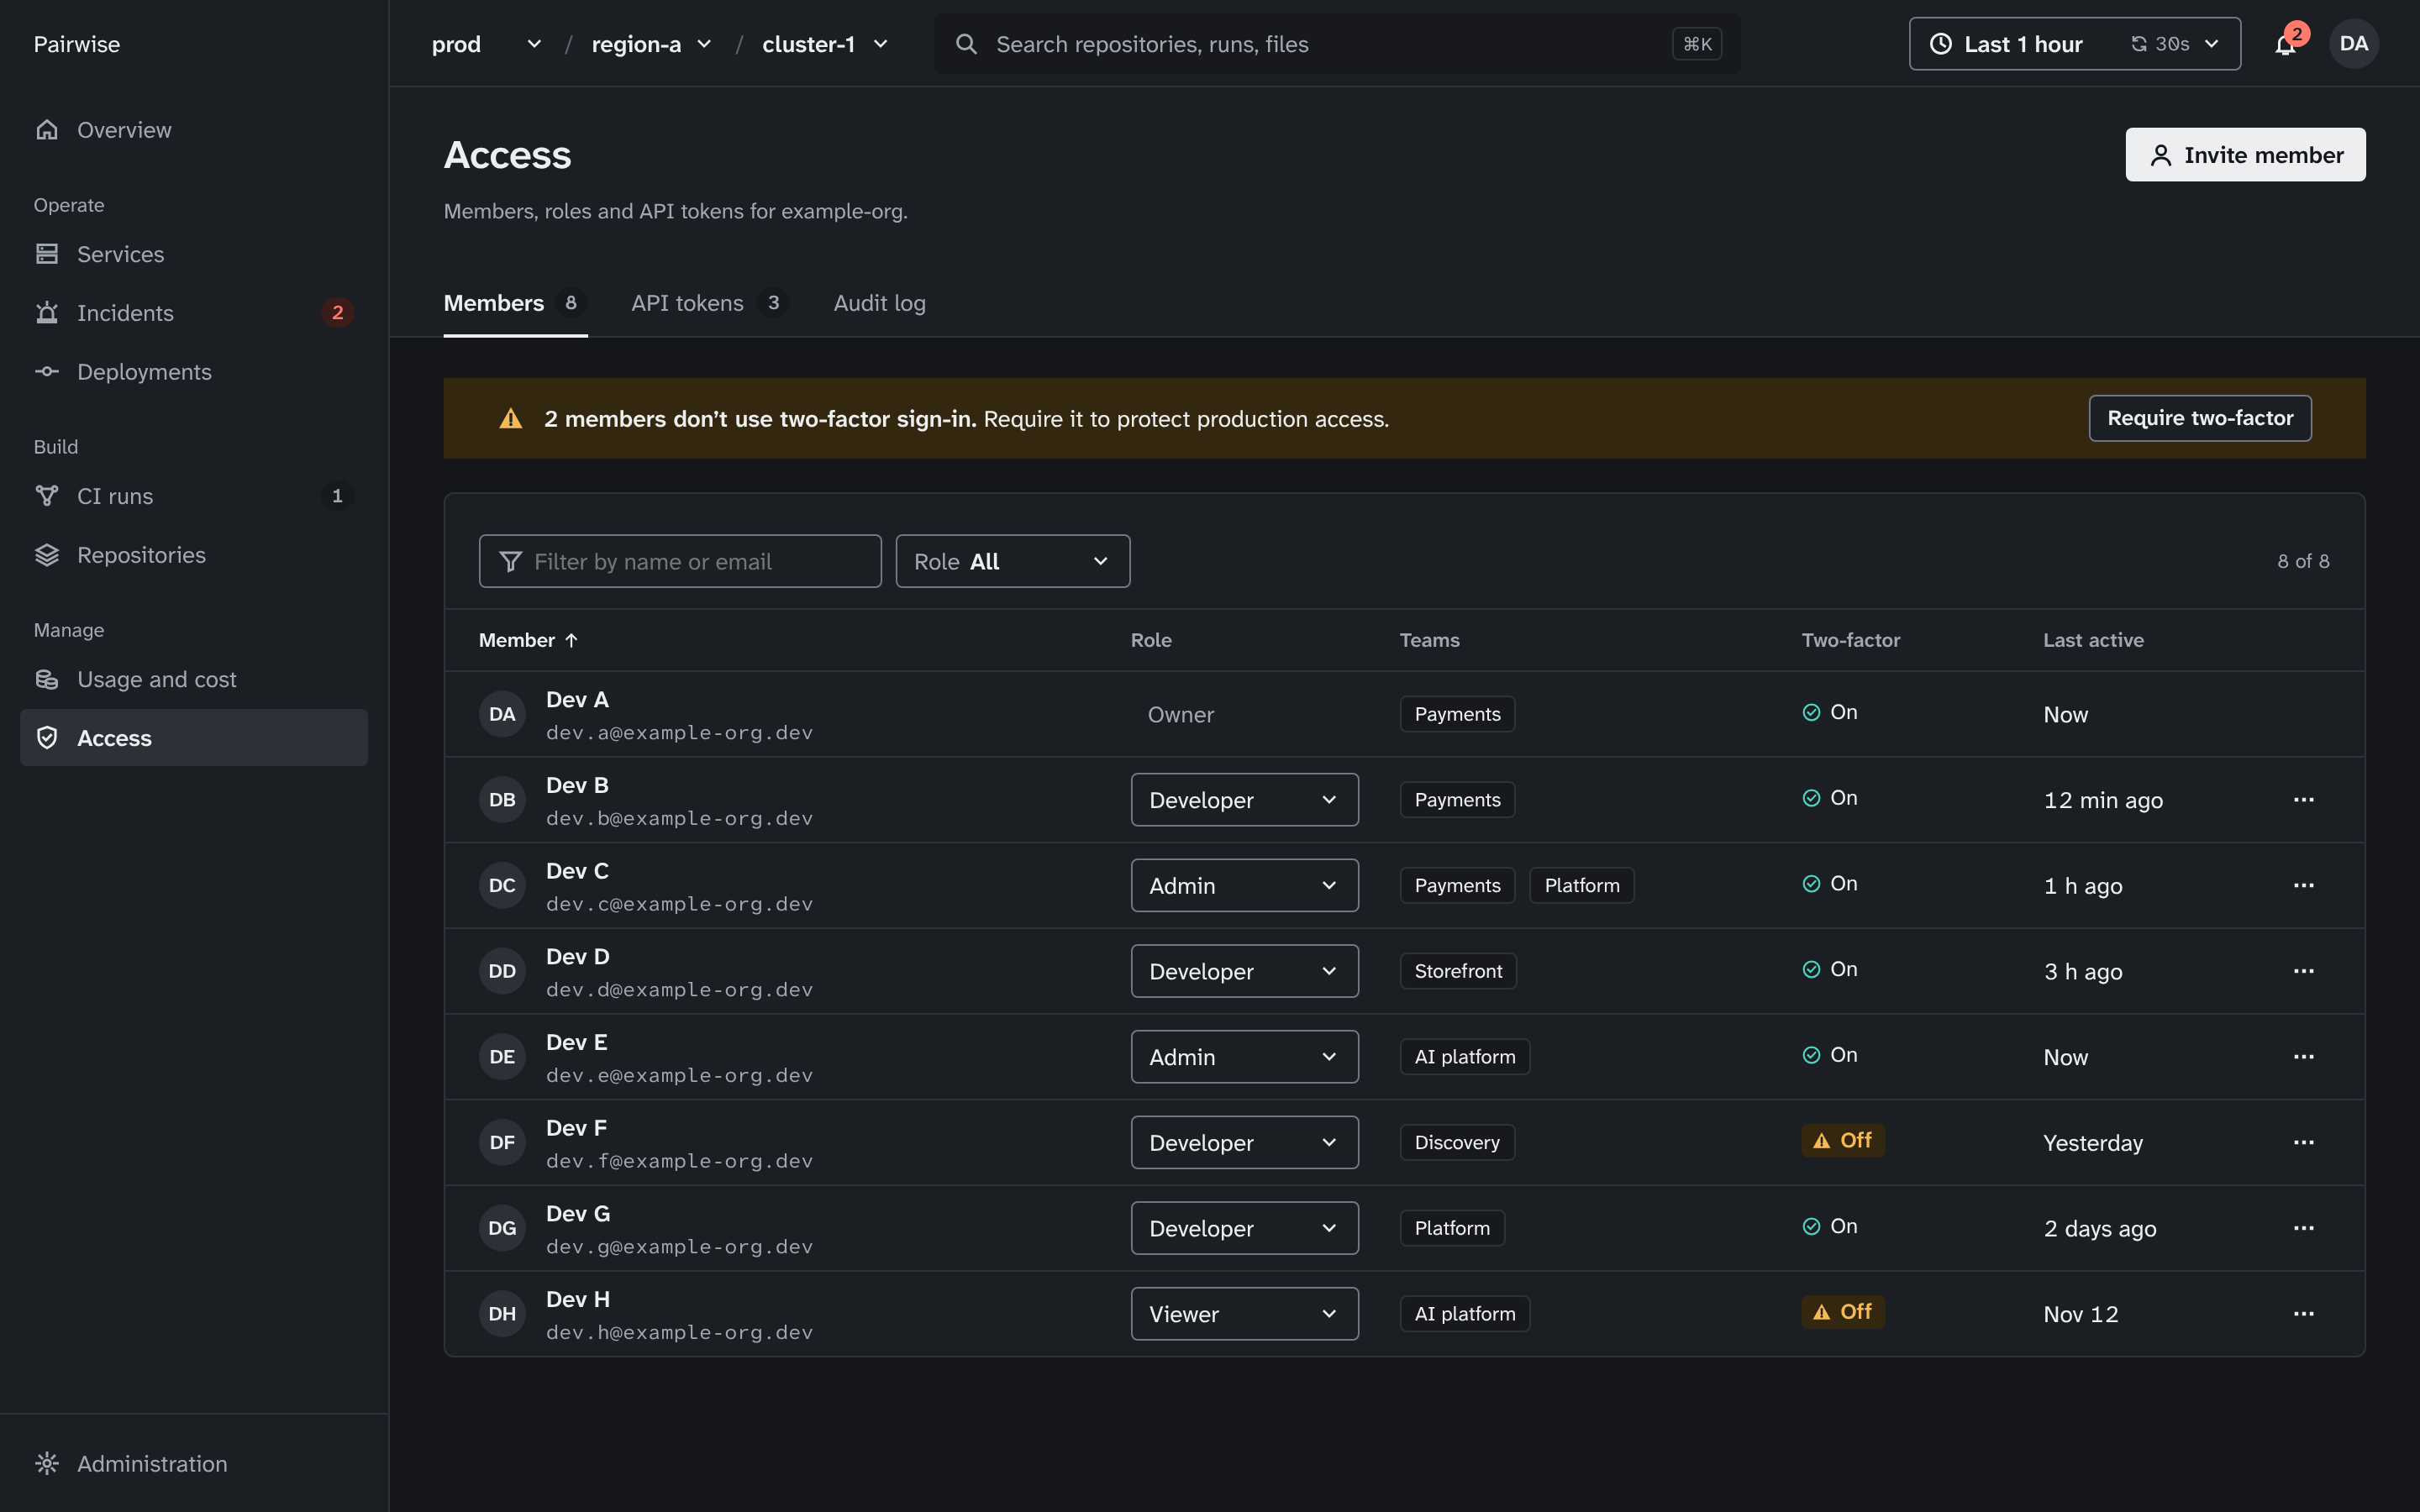 Pairwise
prod / region-a / cluster-1
Search repositories, runs, files ⌘K
Last 1 hour 30s
2
DA
Overview
Operate
Services
Incidents 2
Deployments
Build
CI runs 1
Repositories
Manage
Usage and cost
Access
Administration
Access
Invite member
Members, roles and API tokens for example-org.
Members 8 API tokens 3 Audit log
2 members don’t use two-factor sign-in. Require it to protect production access.
Require two-factor
Filter by name or email Role All 8 of 8
Member Role Teams Two-factor Last active
DA Dev A Owner Payments On Now
dev.a@example-org.dev
DB Dev B Developer Payments On 12 min ago
dev.b@example-org.dev
DC Dev C Admin Payments Platform On 1 h ago
dev.c@example-org.dev
DD Dev D Developer Storefront On 3 h ago
dev.d@example-org.dev
DE Dev E Admin AI platform On Now
dev.e@example-org.dev
DF Dev F Developer Discovery Off Yesterday
dev.f@example-org.dev
DG Dev G Developer Platform On 2 days ago
dev.g@example-org.dev
DH Dev H Viewer AI platform Off Nov 12
dev.h@example-org.dev